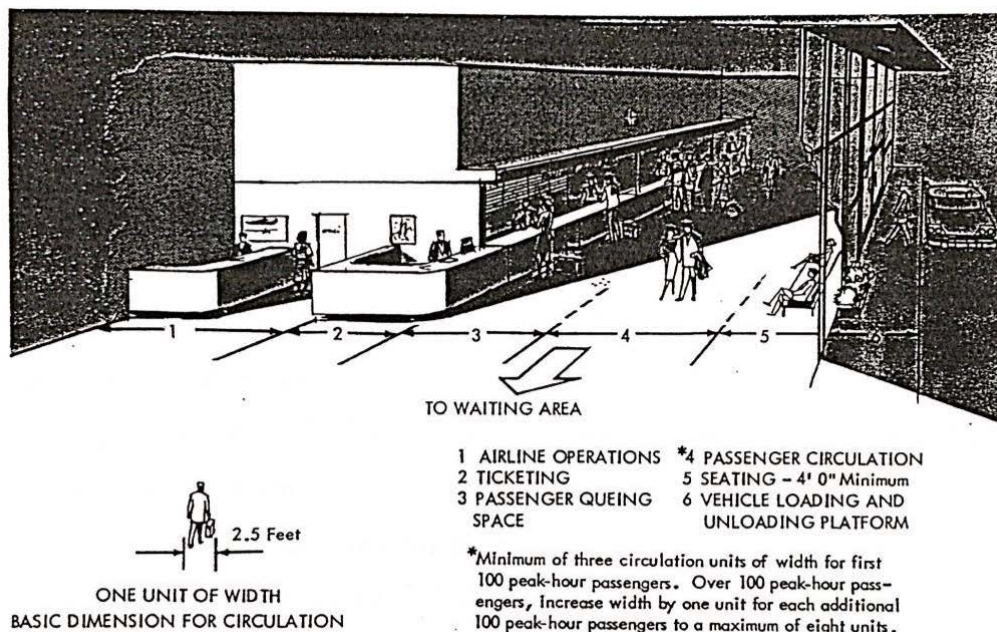 1
2
3
4
5
6
TO WAITING AREA
1 AIRLINE OPERATIONS
2 TICKETING
3 PASSENGER QUEING
SPACE
*4 PASSENGER CIRCULATION
5 SEATING - 4' 0" Minimum
6 VEHICLE LOADING AND
UNLOADING PLATFORM
2.5 Feet
ONE UNIT OF WIDTH
BASIC DIMENSION FOR CIRCULATION
*Minimum of three circulation units of width for first
100 peak-hour passengers. Over 100 peak-hour pass-
engers, increase width by one unit for each additional
100 peak-hour passengers to a maximum of eight units.